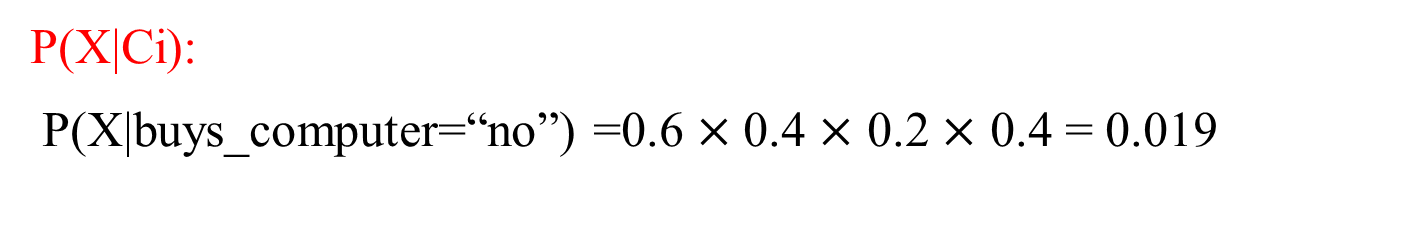 P(X|Ci):
P(X|buys_computer=“no”) =0.6 × 0.4 × 0.2 × 0.4 = 0.019